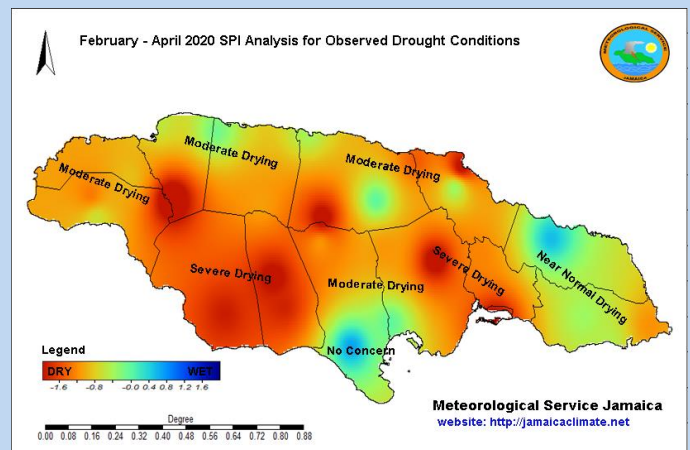 February - April 2020 SPI Analysis for Observed Drought Conditions
METEOROLOGICAL SERVICE
JAMAICA
Moderate Drying
Moderate Drying
Moderate Drying
Severe Drying
Moderate Drying
Severe Drying
Near Normal Drying
No Concern
Legend
DRY WET
-1.6 -0.8 -0.0 0.4 0.8 1.2 1.6
Degree
0.00 0.08 0.16 0.24 0.32 0.40 0.48 0.56 0.64 0.72 0.80 0.88
Meteorological Service Jamaica
website: http://jamaicaclimate.net